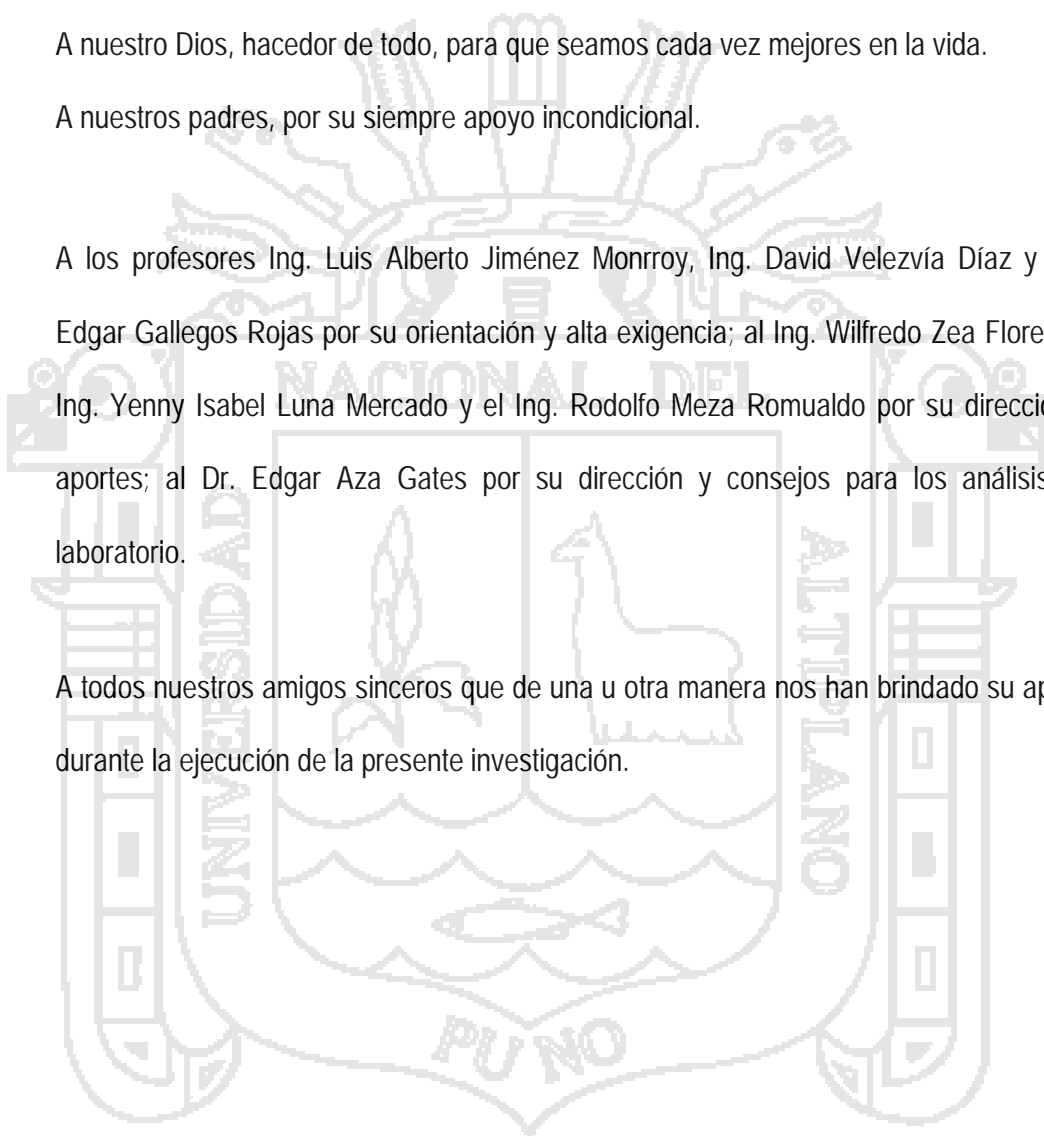 A nuestro Dios, hacedor de todo, para que seamos cada vez mejores en la vida.
A nuestros padres, por su siempre apoyo incondicional.
A los profesores Ing. Luis Alberto Jiménez Monrroy, Ing. David Velezvía Díaz y
Edgar Gallegos Rojas por su orientación y alta exigencia; al Ing. Wilfredo Zea Flore
NACIONAL DEL
Ing. Yenny Isabel Luna Mercado y el Ing. Rodolfo Meza Romualdo por su direcci
aportes; al Dr. Edgar Aza Gates por su dirección y consejos para los análisis
laboratorio.
UNIVERSIDAD
ALTIPLANO
A todos nuestros amigos sinceros que de una u otra manera nos han brindado su ap
durante la ejecución de la presente investigación.
PUNO